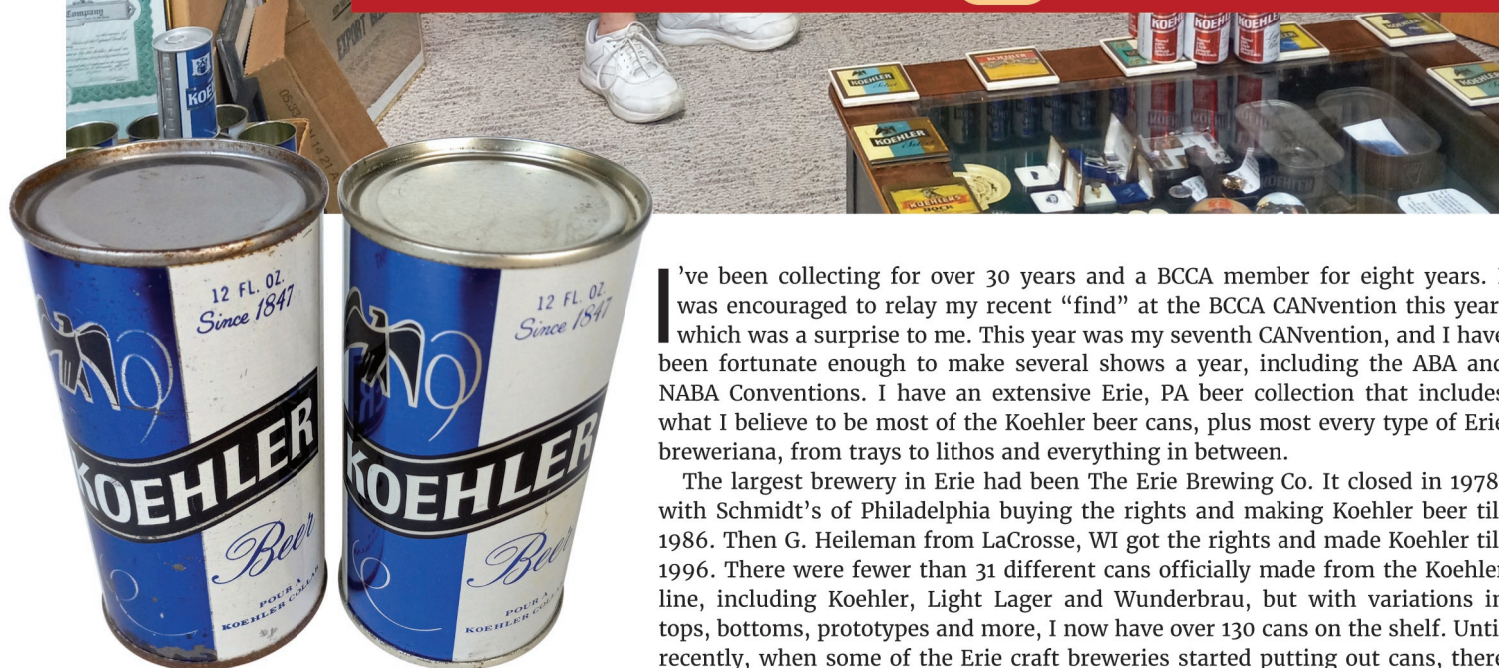 Company
EXPORT
KOEHLER
KOEHLER
KOEHLER
KOEHLER
KOEHLER
KOEHLER
KOEHLER
KOEHLER
Select
KOEHLER'S
BOCK
12 FL. OZ.
Since 1847
KOEHLER
Beer
POUR A
KOEHLER COLLAR
12 FL. OZ.
Since 1847
KOEHLER
Beer
POUR A
KOEHLER COLLAR
I've been collecting for over 30 years and a BCCA member for eight years.
was encouraged to relay my recent “find” at the BCCA CANvention this year
which was a surprise to me. This year was my seventh CANvention, and I have
been fortunate enough to make several shows a year, including the ABA and
NABA Conventions. I have an extensive Erie, PA beer collection that includes
what I believe to be most of the Koehler beer cans, plus most every type of Erie
breweriana, from trays to lithos and everything in between.
The largest brewery in Erie had been The Erie Brewing Co. It closed in 1978
with Schmidt’s of Philadelphia buying the rights and making Koehler beer til
1986. Then G. Heileman from LaCrosse, WI got the rights and made Koehler til
1996. There were fewer than 31 different cans officially made from the Koehler
line, including Koehler, Light Lager and Wunderbrau, but with variations in
tops, bottoms, prototypes and more, I now have over 130 cans on the shelf. Unti
recently, when some of the Erie craft breweries started putting out cans, there